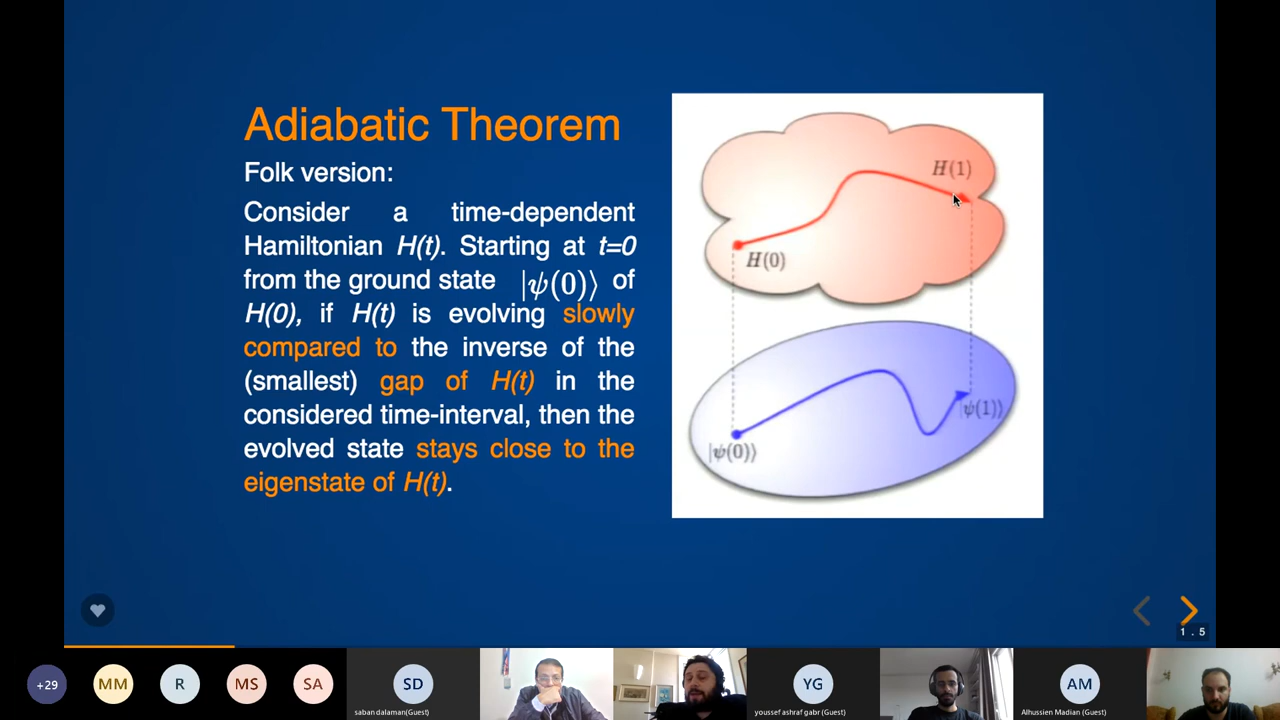 Adiabatic Theorem
Folk version:
Consider a time-dependent
Hamiltonian H(t). Starting at t=0
from the ground state |ψ(0)⟩ of
H(0), if H(t) is evolving slowly
compared to the inverse of the
(smallest) gap of H(t) in the
considered time-interval, then the
evolved state stays close to the
eigenstate of H(t).
H(1)
H(0)
|ψ(1)⟩
|ψ(0)⟩
1 . 5
+29
MM
R
MS
SA
SD
saban dalaman(Guest)
YG
youssef ashraf gabr (Guest)
AM
Alhussien Madian (Guest)